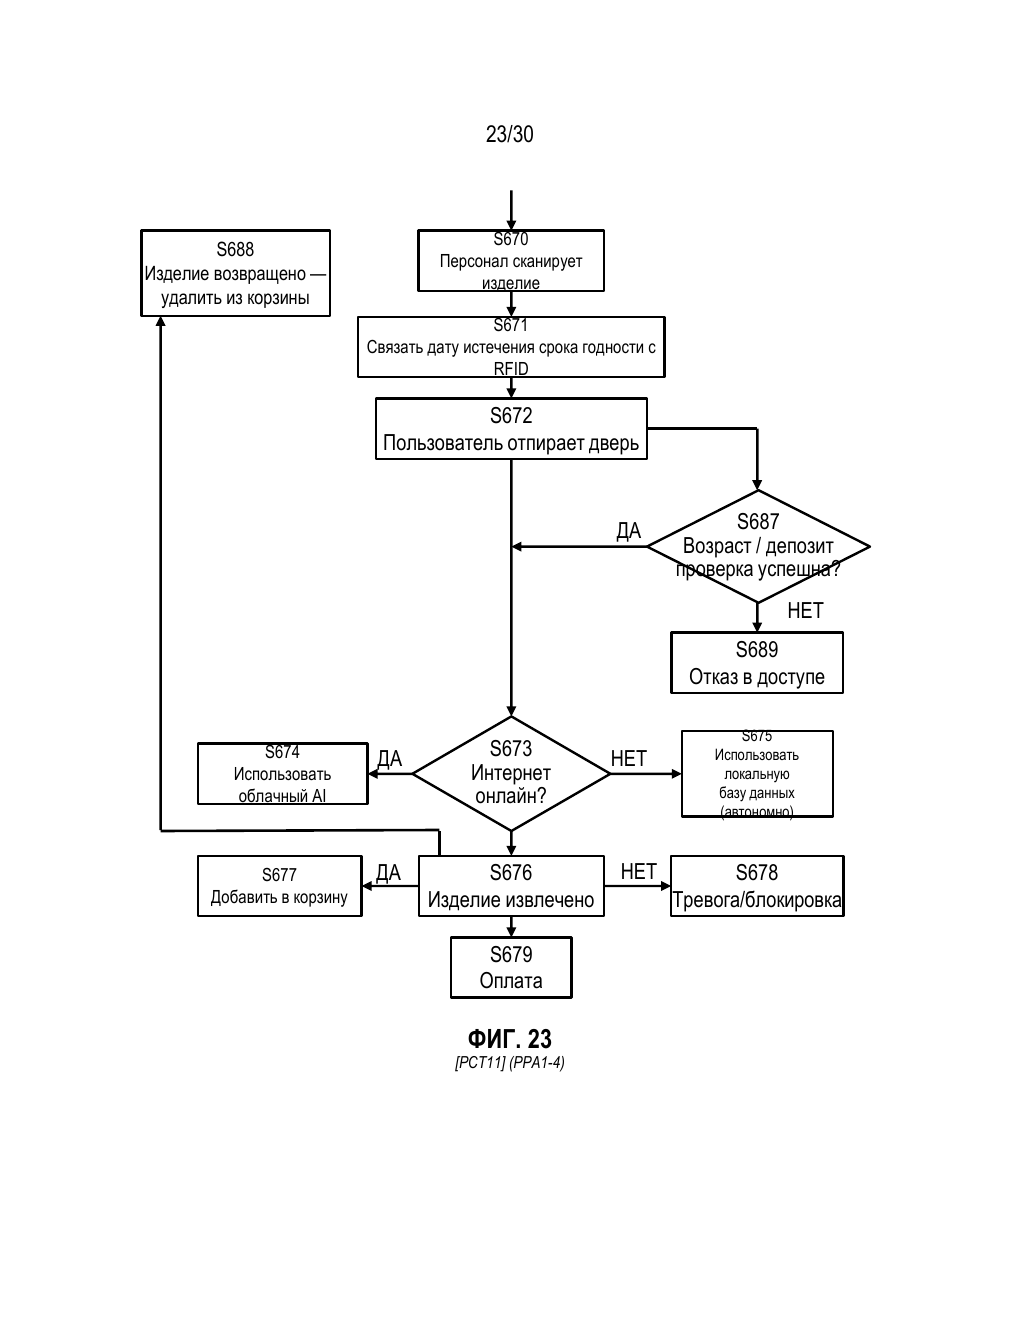 23/30
S688
Изделие возвращено —
удалить из корзины
S670
Персонал сканирует
изделие
S671
Связать дату истечения срока годности с
RFID
S672
Пользователь отпирает дверь
ДА
S687
Возраст / депозит
проверка успешна?
НЕТ
S689
Отказ в доступе
S674
Использовать
облачный AI
ДА
S673
Интернет
онлайн?
НЕТ
S675
Использовать
локальную
базу данных
(автономно)
S677
Добавить в корзину
ДА
S676
Изделие извлечено
НЕТ
S678
Тревога/блокировка
S679
Оплата
ФИГ. 23
[PCT11] (PPA1-4)